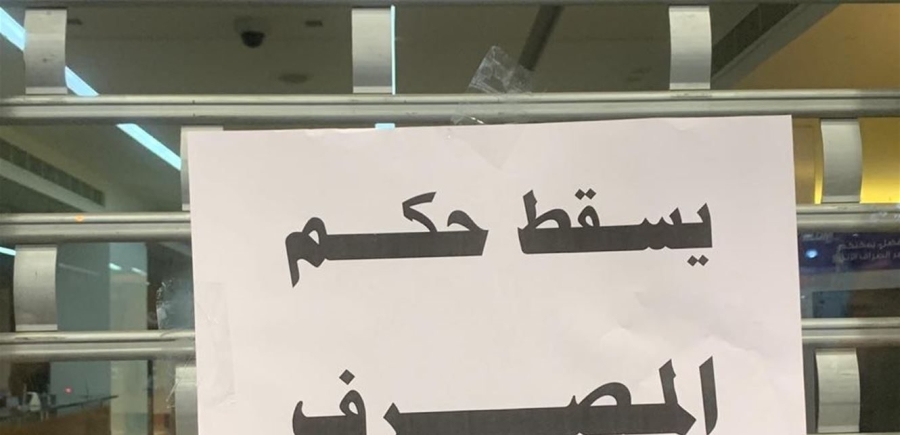 يسقط حكم
المصرف